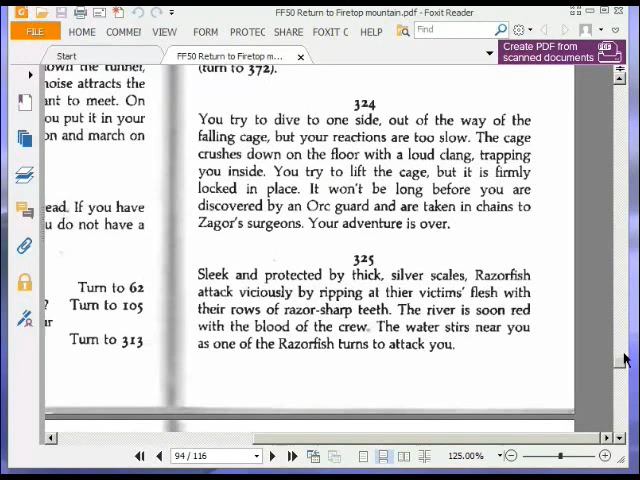 FF50 Return to Firetop mountain.pdf - Foxit Reader
FILE HOME COMMEI VIEW FORM PROTEC SHARE FOXIT C HELP Find
Start FF50 Return to Firetop m... Create PDF from
scanned documents
down the tunnel,
noise attracts the
ant to meet. On
ou put it in your
on and march on
ead. If you have
u do not have a
Turn to 62
? Turn to 105
ur
Turn to 313
(turn to 372).
324
You try to dive to one side, out of the way of the
falling cage, but your reactions are too slow. The cage
crushes down on the floor with a loud clang, trapping
you inside. You try to lift the cage, but it is firmly
locked in place. It won't be long before you are
discovered by an Orc guard and are taken in chains to
Zagor's surgeons. Your adventure is over.
325
Sleek and protected by thick, silver scales, Razorfish
attack viciously by ripping at thier victims' flesh with
their rows of razor-sharp teeth. The river is soon red
with the blood of the crew. The water stirs near you
as one of the Razorfish turns to attack you.
94 / 116 125.00%